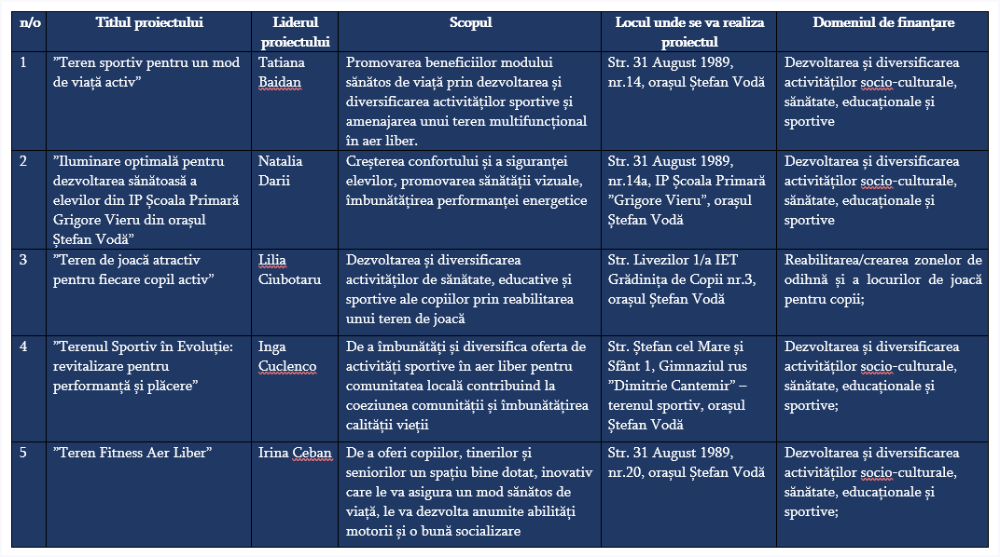 n/o
Titlul proiectului
Liderul
proiectului
Scopul
Locul unde se va realiza
proiectul
Domeniul de finanțare
1
”Teren sportiv pentru un mod
de viață activ”
Tatiana
Baidan
Promovarea beneficiilor modului
sănătos de viață prin dezvoltarea și
diversificarea activităților sportive și
amenajarea unui teren multifuncțional
în aer liber.
Str. 31 August 1989,
nr.14, orașul Ștefan Vodă
Dezvoltarea și diversificarea
activităților socio-culturale,
sănătate, educaționale și
sportive
2
”Iluminare optimală pentru
dezvoltarea sănătoasă a
elevilor din IP Școala Primară
Grigore Vieru din orașul
Ștefan Vodă”
Natalia
Darii
Creșterea confortului și a siguranței
elevilor, promovarea sănătății vizuale,
îmbunătățirea performanței energetice
Str. 31 August 1989,
nr.14a, IP Școala Primară
”Grigore Vieru”, orașul
Ștefan Vodă
Dezvoltarea și diversificarea
activităților socio-culturale,
sănătate, educaționale și
sportive
3
”Teren de joacă atractiv
pentru fiecare copil activ”
Lilia
Ciubotaru
Dezvoltarea și diversificarea
activităților de sănătate, educative și
sportive ale copiilor prin reabilitarea
unui teren de joacă
Str. Livezilor 1/a IET
Grădinița de Copii nr.3,
orașul Ștefan Vodă
Reabilitarea/crearea zonelor de
odihnă și a locurilor de joacă
pentru copii;
4
”Terenul Sportiv în Evoluție:
revitalizare pentru
performanță și plăcere”
Inga
Cuclenco
De a îmbunătăți și diversifica oferta de
activități sportive în aer liber pentru
comunitatea locală contribuind la
coeziunea comunității și îmbunătățirea
calității vieții
Str. Ștefan cel Mare și
Sfânt 1, Gimnaziul rus
”Dimitrie Cantemir” –
terenul sportiv, orașul
Ștefan Vodă
Dezvoltarea și diversificarea
activităților socio-culturale,
sănătate, educaționale și
sportive;
5
”Teren Fitness Aer Liber”
Irina Ceban
De a oferi copiilor, tinerilor și
seniorilor un spațiu bine dotat, inovativ
care le va asigura un mod sănătos de
viață, le va dezvolta anumite abilități
motorii și o bună socializare
Str. 31 August 1989,
nr.20, orașul Ștefan Vodă
Dezvoltarea și diversificarea
activităților socio-culturale,
sănătate, educaționale și
sportive;